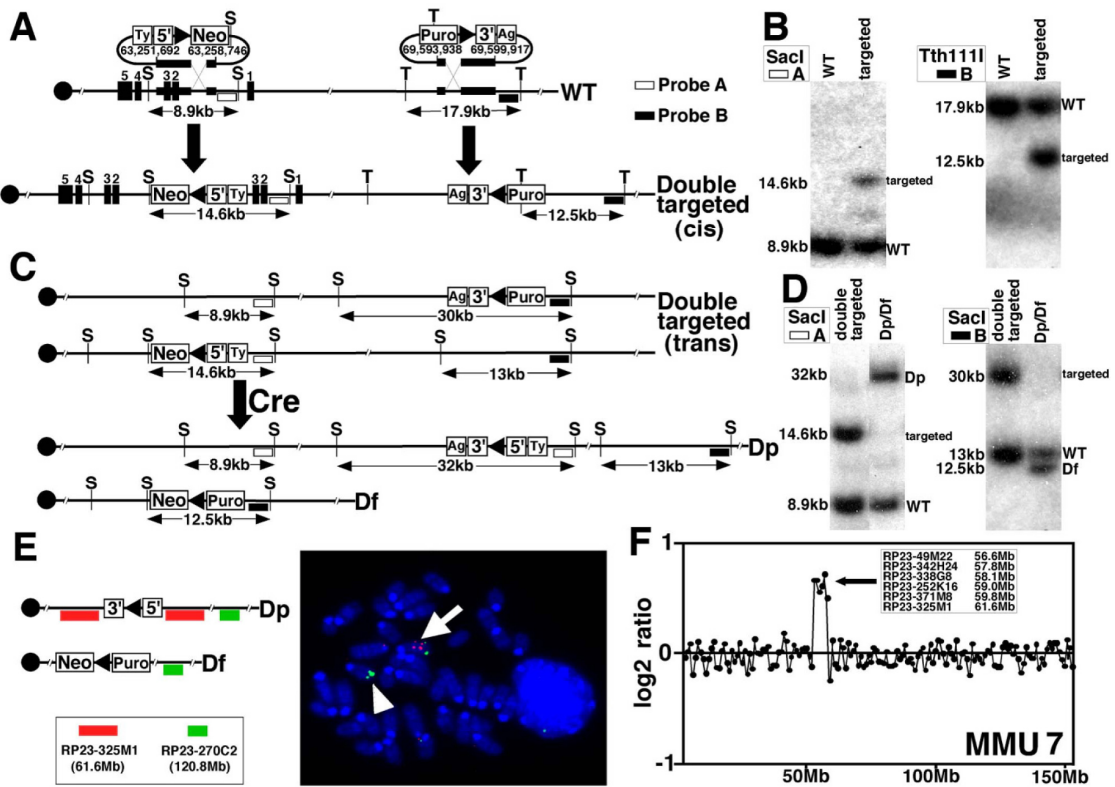 A
Ty 5' Neo S
63,251,692 63,258,746
T
Puro 3' Ag
69,593,938 69,599,917
5 4 S 32 S 1
T T
WT
8.9kb
17.9kb
Probe A
Probe B
5 4 S 32 S 32 S 1
Neo 5' Ty
14.6kb
T T T
Ag 3' Puro
12.5kb
Double targeted (cis)
B
SacI
A
WT
targeted
14.6kb
targeted
8.9kb
WT
Tth111I
B
WT
targeted
17.9kb
WT
12.5kb
targeted
C
S S S S
Ag 3' Puro
8.9kb
30kb
Double targeted (trans)
S S S S S
Neo 5' Ty
14.6kb
13kb
Cre
S S S S S S
Ag 3' 5' Ty
Dp
8.9kb
32kb
13kb
S S S
Neo Puro
Df
12.5kb
D
SacI
A
double targeted
Dp/Df
32kb
Dp
14.6kb
targeted
8.9kb
WT
SacI
B
double targeted
Dp/Df
30kb
targeted
13kb
WT
12.5kb
Df
E
3' 5'
Dp
Neo Puro
Df
RP23-325M1
(61.6Mb)
RP23-270C2
(120.8Mb)
F
1
0
-1
log2 ratio
RP23-49M22 56.6Mb
RP23-342H24 57.8Mb
RP23-338G8 58.1Mb
RP23-252K16 59.0Mb
RP23-371M8 59.8Mb
RP23-325M1 61.6Mb
MMU 7
50Mb 100Mb 150Mb